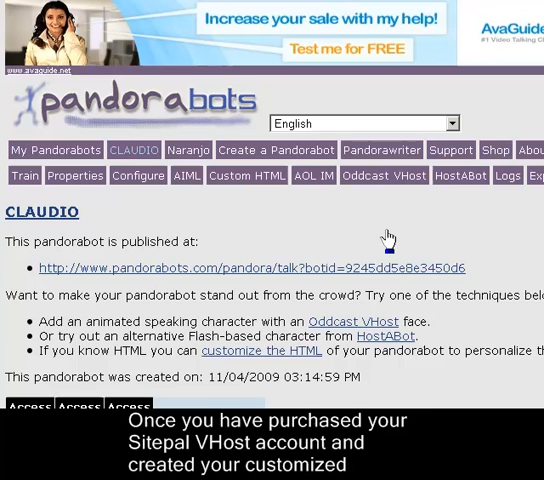 Increase your sale with my help!
Test me for FREE
AvaGuide
#1 Video Talking
www.avaguide.net
pandorabots
English
My Pandorabots CLAUDIO Naranjo Create a Pandorabot Pandorawriter Support Shop Abou
Train Properties Configure AIML Custom HTML AOL IM Oddcast VHost HostABot Logs Ex
CLAUDIO
This pandorabot is published at:
http://www.pandorabots.com/pandora/talk?botid=9245dd5e8e3450d6
Want to make your pandorabot stand out from the crowd? Try one of the techniques belo
Add an animated speaking character with an Oddcast VHost face.
Or try out an alternative Flash-based character from HostABot.
If you know HTML you can customize the HTML of your pandorabot to personalize t
This pandorabot was created on: 11/04/2009 03:14:59 PM
Access Access Access
Once you have purchased your
Sitepal VHost account and
created your customized